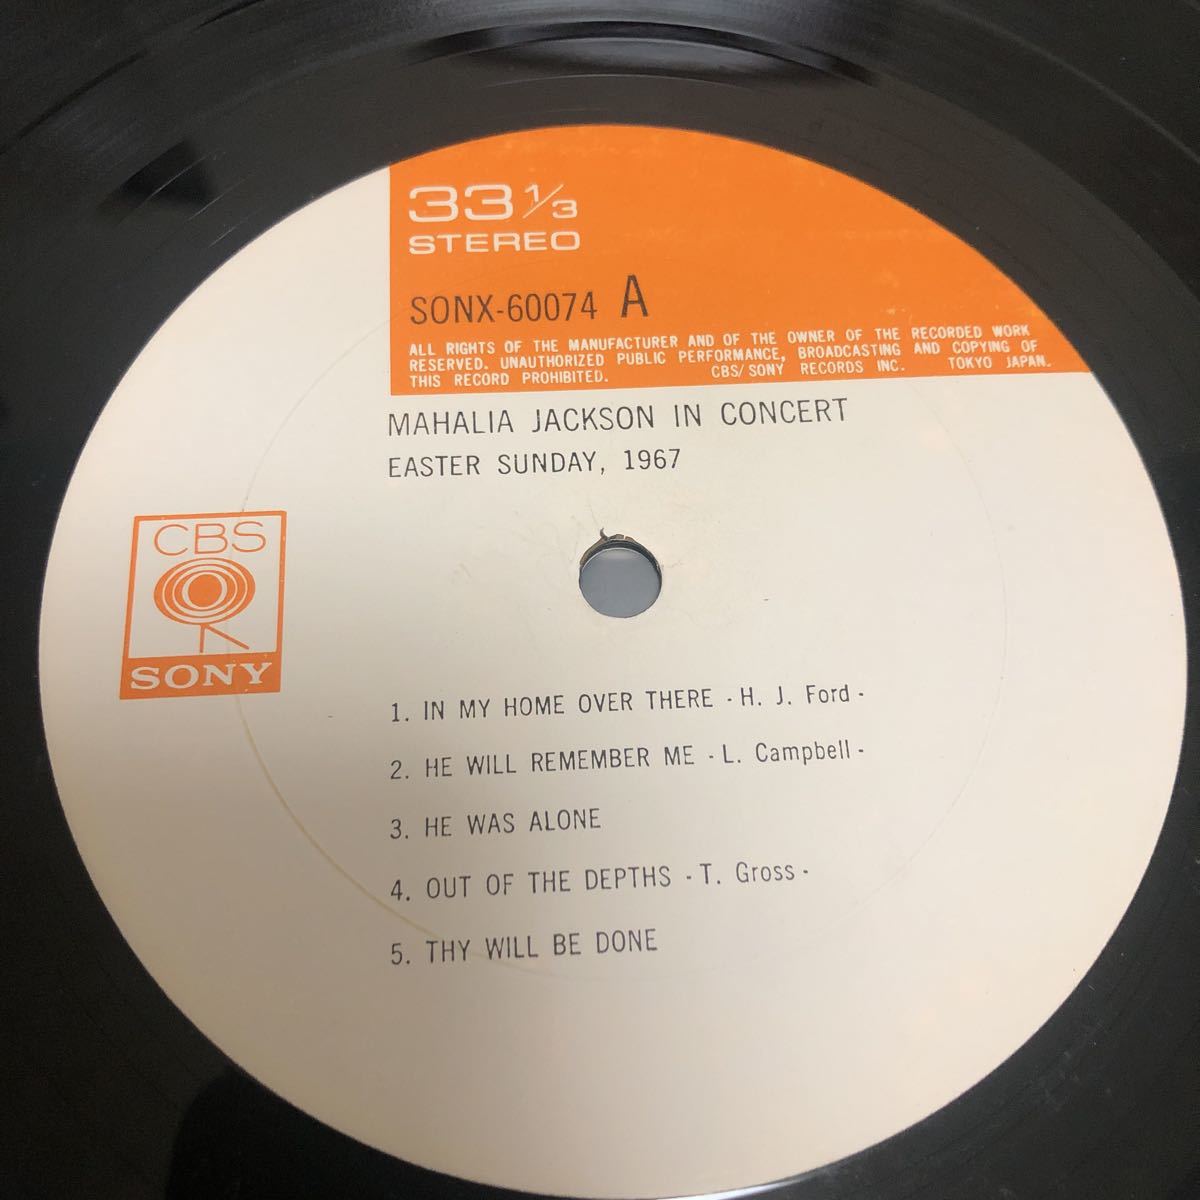 33 1/3
STEREO
SONX-60074 A
ALL RIGHTS OF THE MANUFACTURER AND OF THE OWNER OF THE RECORDED WORK
RESERVED. UNAUTHORIZED PUBLIC PERFORMANCE, BROADCASTING AND COPYING OF
THIS RECORD PROHIBITED. CBS/SONY RECORDS INC. TOKYO JAPAN.
MAHALIA JACKSON IN CONCERT
EASTER SUNDAY, 1967
CBS
SONY
1. IN MY HOME OVER THERE - H. J. Ford -
2. HE WILL REMEMBER ME - L. Campbell -
3. HE WAS ALONE
4. OUT OF THE DEPTHS - T. Gross -
5. THY WILL BE DONE